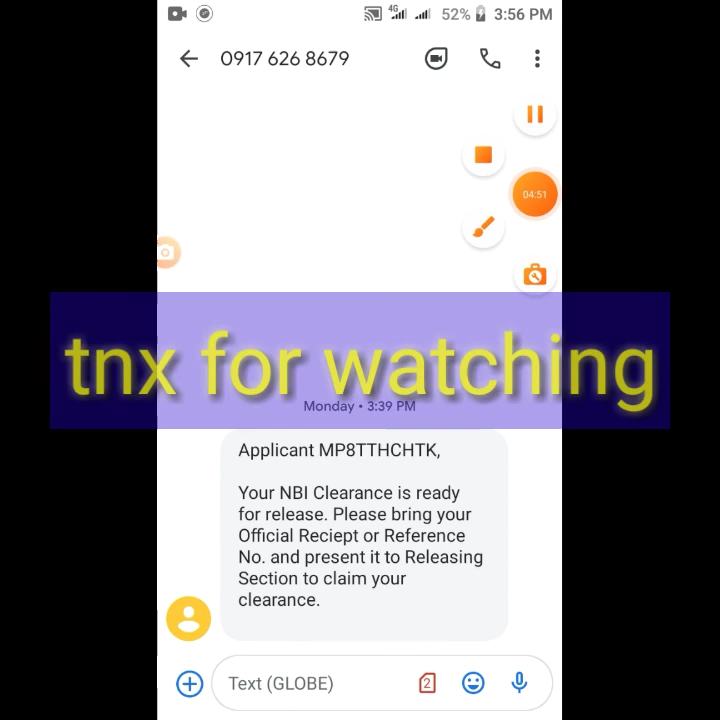 4G 52% 3:56 PM
0917 626 8679
04:51
tnx for watching
Monday • 3:39 PM
Applicant MP8TTHCHTK,
Your NBI Clearance is ready
for release. Please bring your
Official Reciept or Reference
No. and present it to Releasing
Section to claim your
clearance.
Text (GLOBE) 2